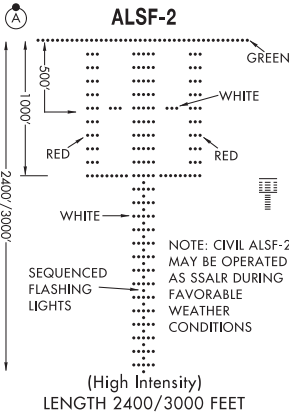 A
ALSF-2
GREEN
500'
1000'
WHITE
RED
RED
2400'/3000'
WHITE
NOTE: CIVIL ALSF-2
MAY BE OPERATED
AS SSALR DURING
FAVORABLE
WEATHER
CONDITIONS
SEQUENCED
FLASHING
LIGHTS
(High Intensity)
LENGTH 2400/3000 FEET